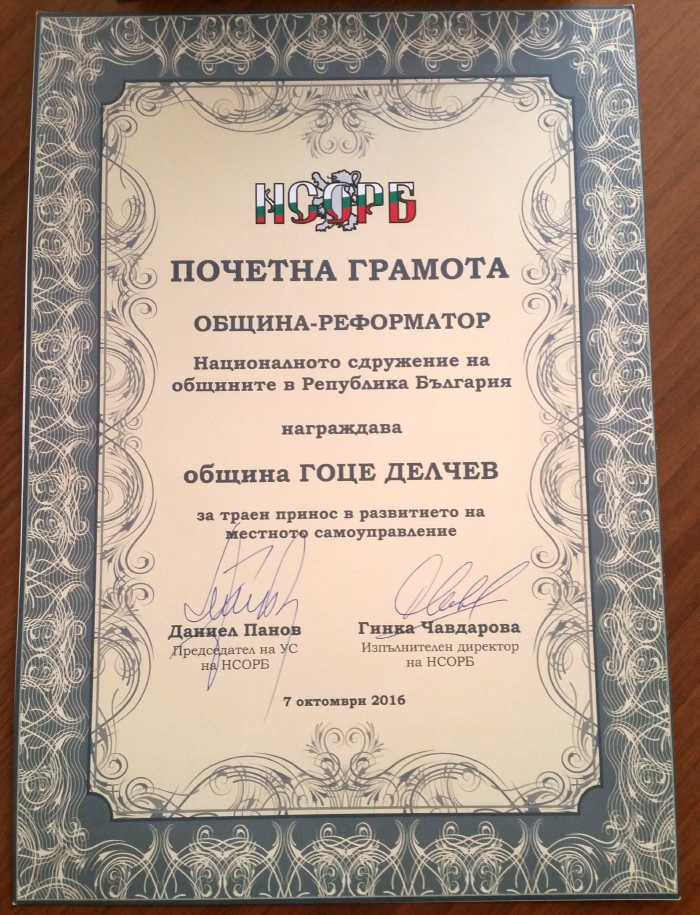 НСОРБ
ПОЧЕТНА ГРАМОТА
ОБЩИНА-РЕФОРМАТОР
Националното сдружение на
общините в Република България
награждава
община ГОЦЕ ДЕЛЧЕВ
за траен принос в развитието на
местното самоуправление
Даниел Панов
Председател на УС
на НСОРБ
Гинка Чавдарова
Изпълнителен директор
на НСОРБ
7 октомври 2016